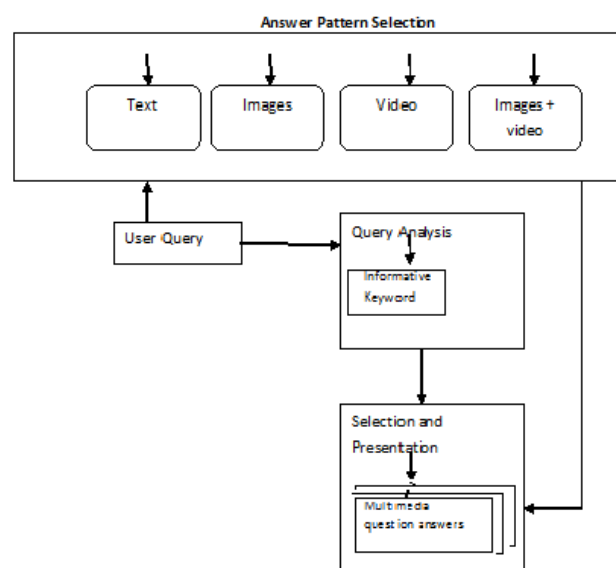 Answer Pattern Selection
Text
Images
Video
Images +
video
User Query
Query Analysis
Informative
Keyword
Selection and
Presentation
Multimedia
question answers